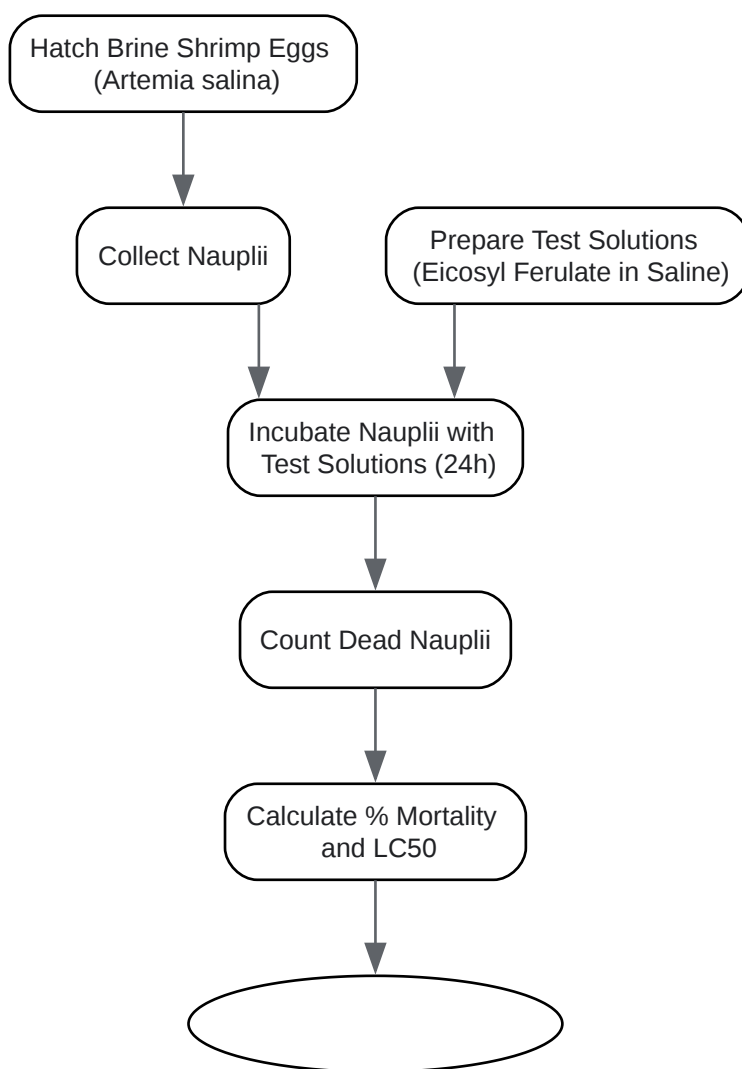 Hatch Brine Shrimp Eggs
(Artemia salina)
Collect Nauplii
Prepare Test Solutions
(Eicosyl Ferulate in Saline)
Incubate Nauplii with
Test Solutions (24h)
Count Dead Nauplii
Calculate % Mortality
and LC50